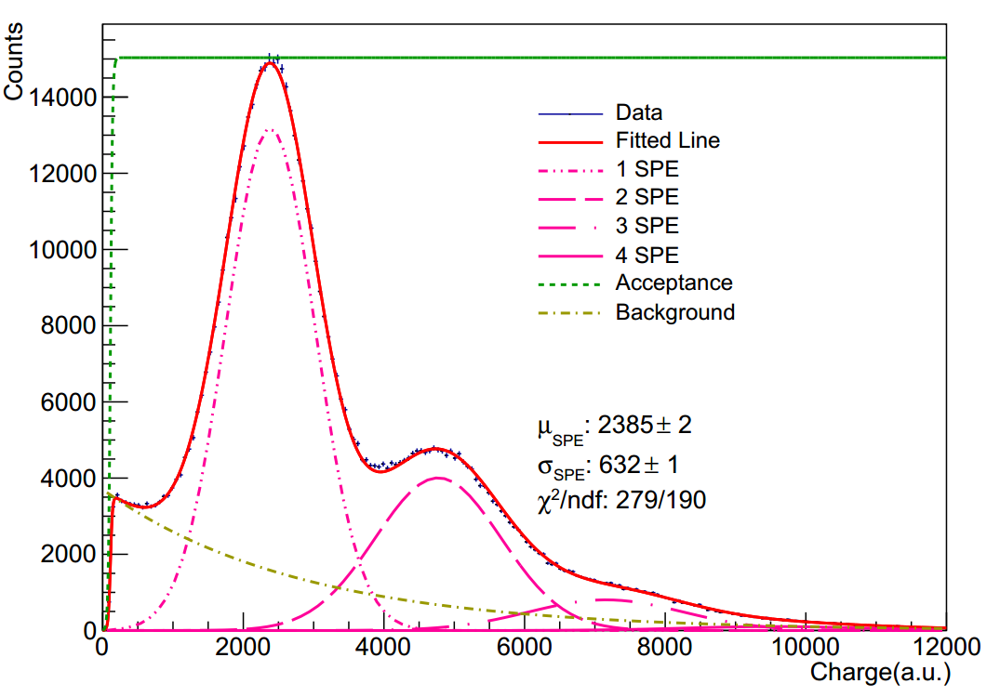 Counts
14000
12000
10000
8000
6000
4000
2000
0
Data
Fitted Line
1 SPE
2 SPE
3 SPE
4 SPE
Acceptance
Background
μSPE: 2385± 2
σSPE: 632± 1
χ²/ndf: 279/190
0 2000 4000 6000 8000 10000 12000
Charge(a.u.)